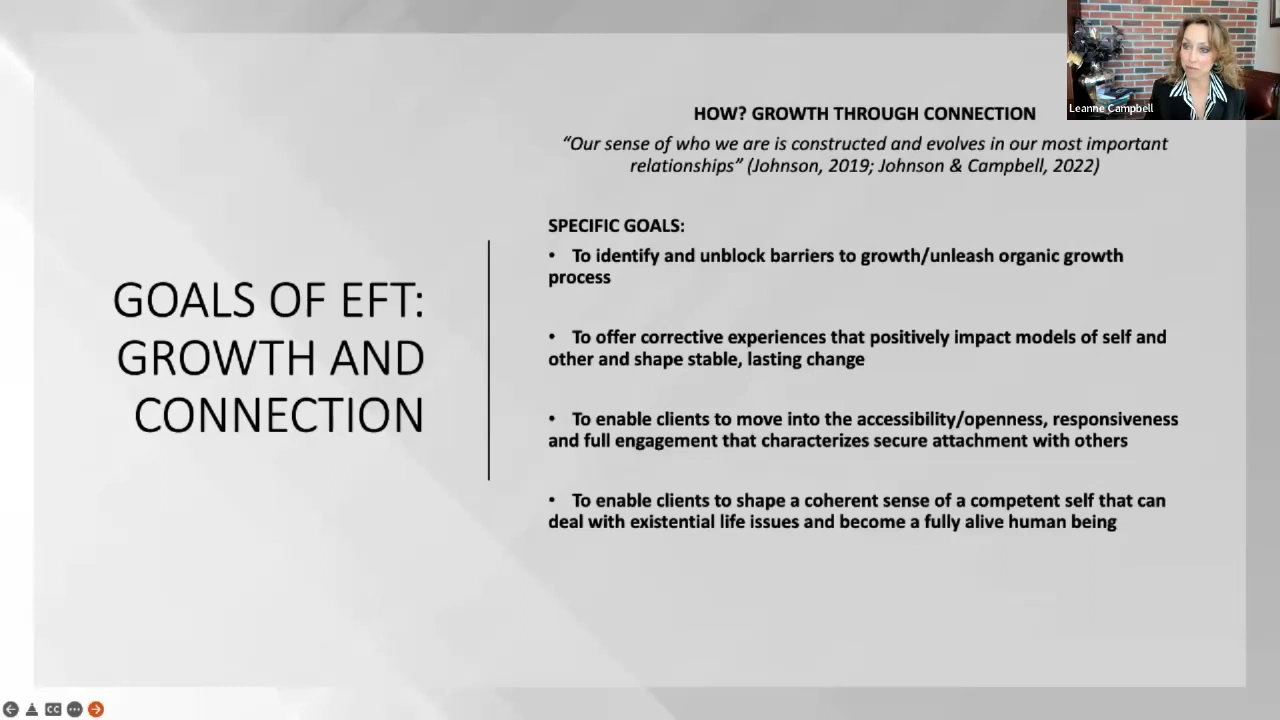 Leanne Campbell
HOW? GROWTH THROUGH CONNECTION
“Our sense of who we are is constructed and evolves in our most important
relationships” (Johnson, 2019; Johnson & Campbell, 2022)
GOALS OF EFT:
GROWTH AND
CONNECTION
SPECIFIC GOALS:
• To identify and unblock barriers to growth/unleash organic growth
process
• To offer corrective experiences that positively impact models of self and
other and shape stable, lasting change
• To enable clients to move into the accessibility/openness, responsiveness
and full engagement that characterizes secure attachment with others
• To enable clients to shape a coherent sense of a competent self that can
deal with existential life issues and become a fully alive human being
CC